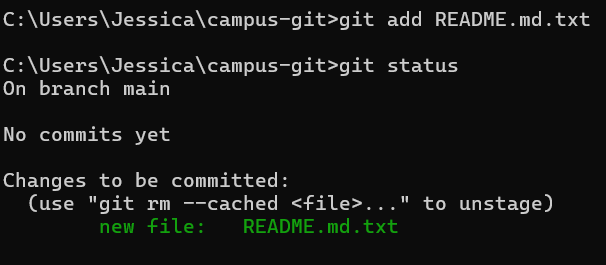 C:\Users\Jessica\campus-git>git add README.md.txt
C:\Users\Jessica\campus-git>git status
On branch main
No commits yet
Changes to be committed:
(use "git rm --cached <file>..." to unstage)
new file: README.md.txt